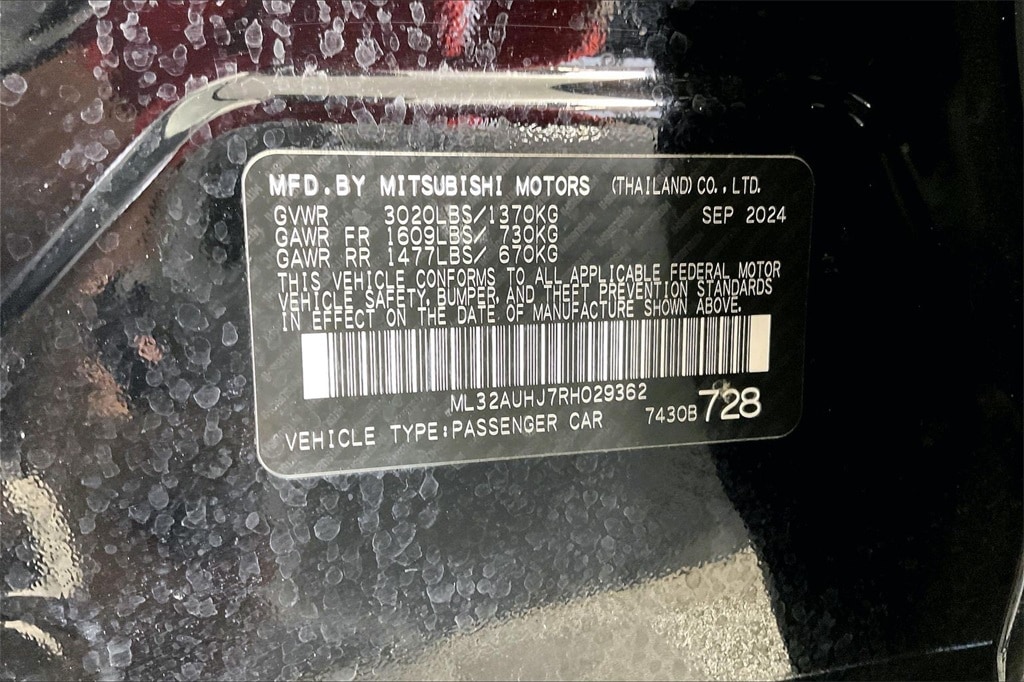 MFD.BY MITSUBISHI MOTORS (THAILAND) CO.,LTD.
GVWR 3020LBS/1370KG SEP 2024
GAWR FR 1609LBS/ 730KG
GAWR RR 1477LBS/ 670KG
THIS VEHICLE CONFORMS TO ALL APPLICABLE FEDERAL MOTOR
VEHICLE SAFETY, BUMPER, AND THEFT PREVENTION STANDARDS
IN EFFECT ON THE DATE OF MANUFACTURE SHOWN ABOVE.
ML32AUHJ7RH029362
VEHICLE TYPE:PASSENGER CAR 7430B 728